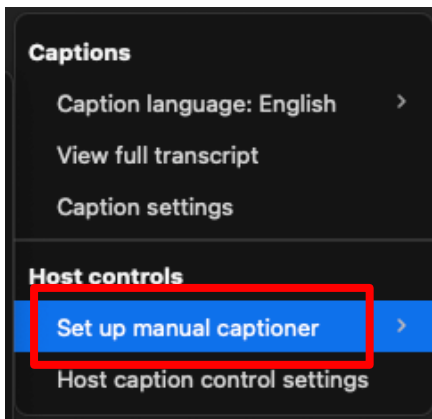 Captions
Caption language: English
View full transcript
Caption settings
Host controls
Set up manual captioner
Host caption control settings